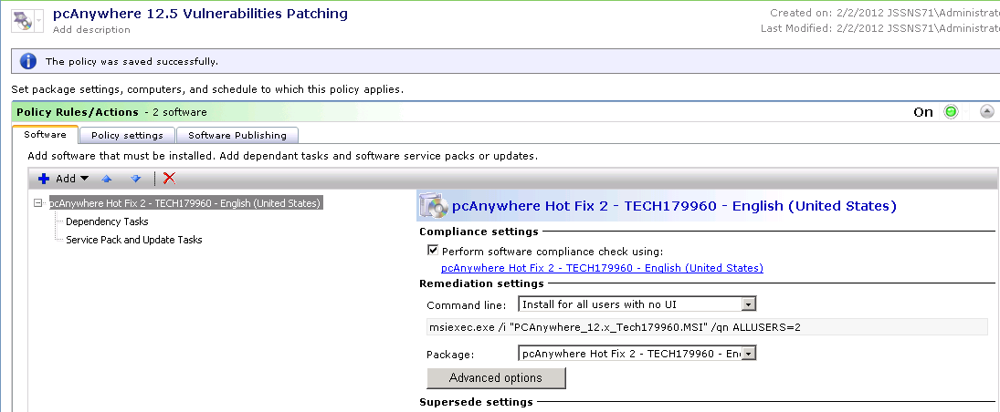 pcAnywhere 12.5 Vulnerabilities Patching
Add description
Created on: 2/2/2012 JSSNS71\Administrat
Last Modified: 2/2/2012 JSSNS71\Administrat
The policy was saved successfully.
Set package settings, computers, and schedule to which this policy applies.
Policy Rules/Actions - 2 software
On
Software
Policy settings
Software Publishing
Add software that must be installed. Add dependant tasks and software service packs or updates.
Add
pcAnywhere Hot Fix 2 - TECH179960 - English (United States)
Dependency Tasks
Service Pack and Update Tasks
pcAnywhere Hot Fix 2 - TECH179960 - English (United States)
Compliance settings
Perform software compliance check using:
pcAnywhere Hot Fix 2 - TECH179960 - English (United States)
Remediation settings
Command line: Install for all users with no UI
msiexec.exe /i "PCAnywhere_12.x_Tech179960.MSI" /qn ALLUSERS=2
Package: pcAnywhere Hot Fix 2 - TECH179960 - En
Advanced options
Supersede settings